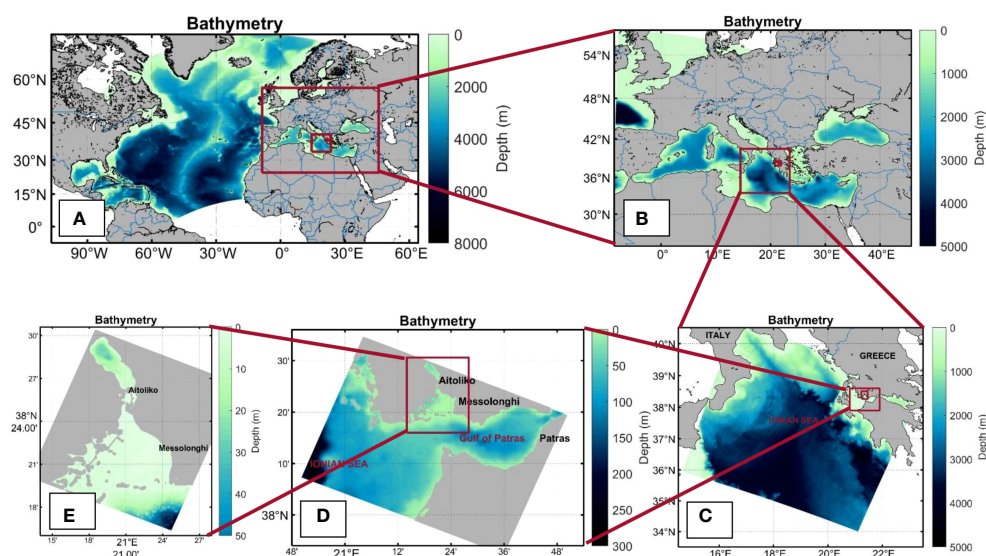 Bathymetry
60°N
45°N
30°N
15°N
0°
90°W
60°W
30°W
0°E
30°E
60°E
0
2000
4000
6000
8000
Depth (m)
A
Bathymetry
54°N
48°N
42°N
36°N
30°N
0°E
10°E
20°E
30°E
40°E
0
1000
2000
3000
4000
5000
Depth (m)
B
Bathymetry
30'
27'
38°N
24.00'
21'
18'
15'
18'
21°E
21.00'
24'
27'
Aitoliko
Messolonghi
0
10
20
30
40
50
Depth (m)
E
Bathymetry
30'
20'
10'
38°N
48'
21°E
12'
24'
36'
48'
Aitoliko
Messolonghi
Gulf of Patras
Patras
IONIAN SEA
0
50
100
150
200
250
300
Depth (m)
D
Bathymetry
ITALY
GREECE
IONIAN SEA
40°N
39°N
38°N
37°N
36°N
35°N
34°N
15°E
18°E
21°E
0
1000
2000
3000
4000
5000
Depth (m)
C